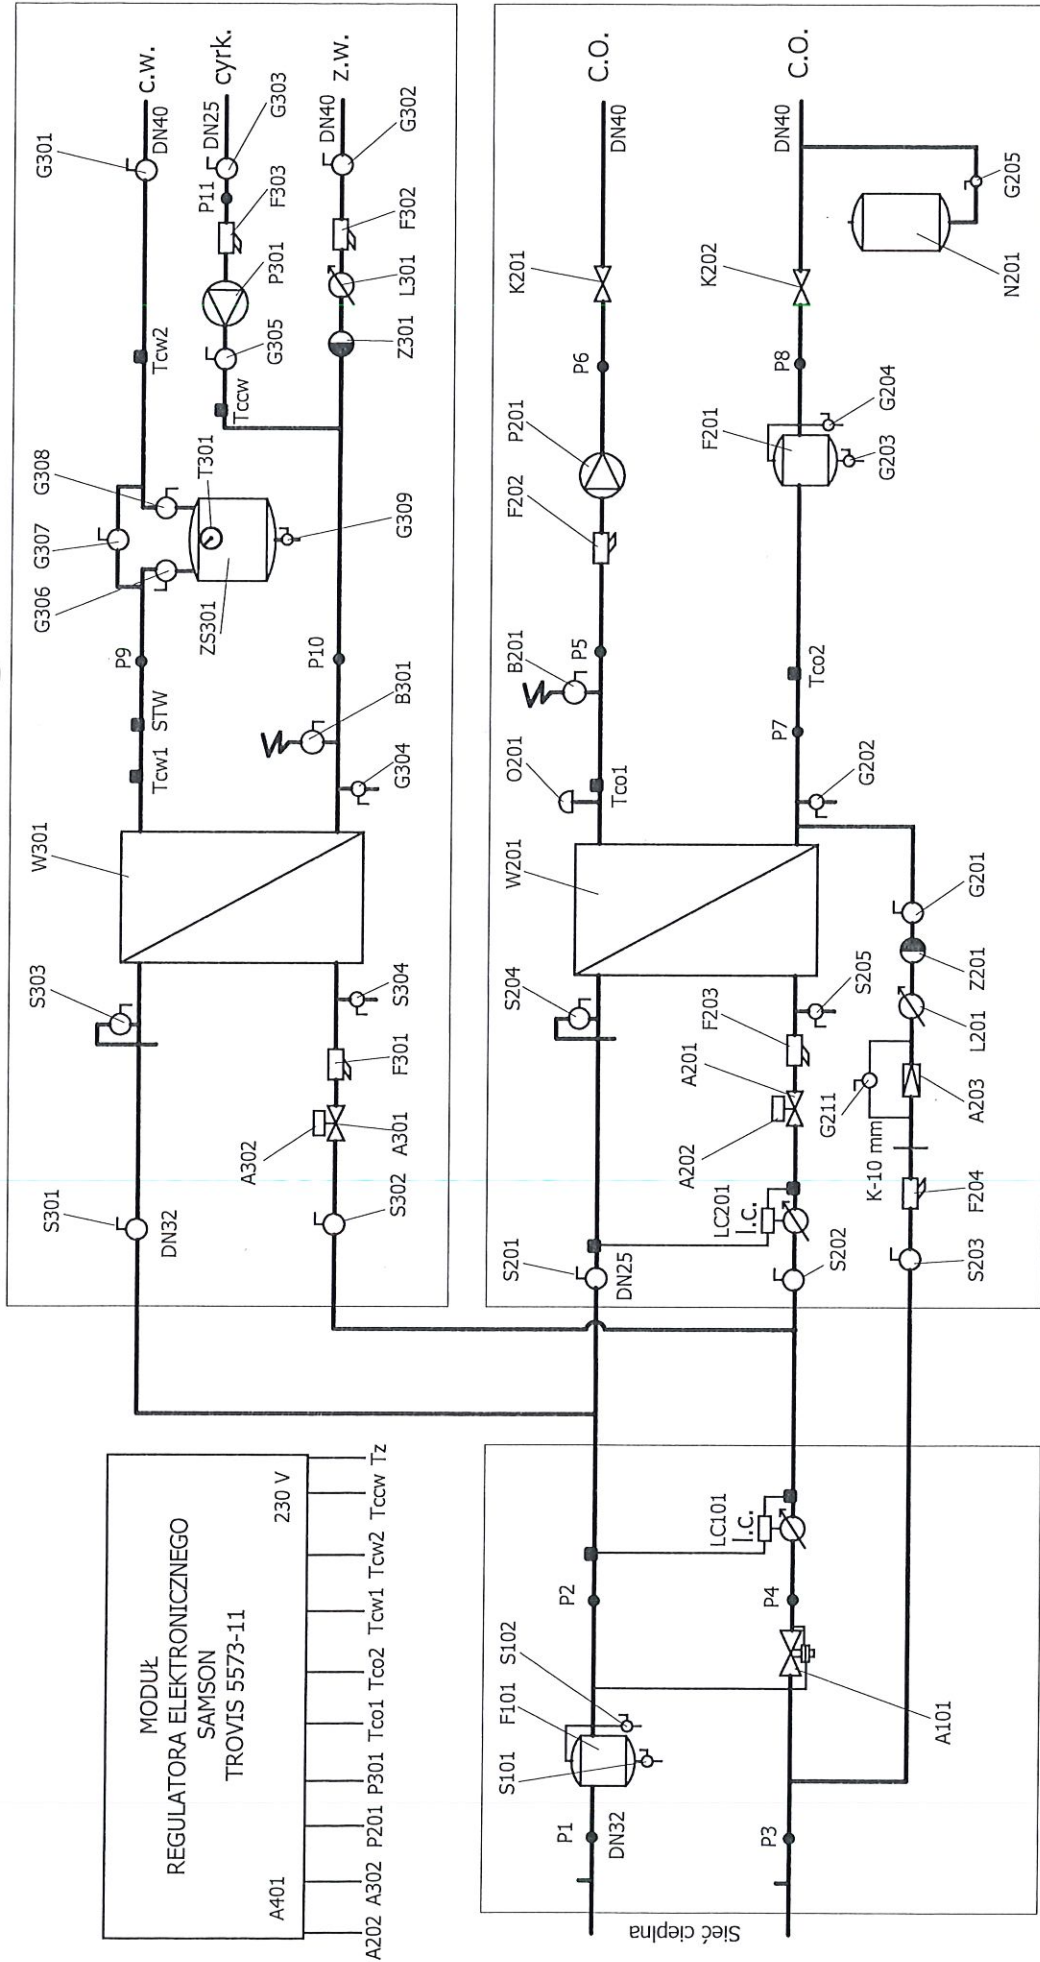 MODUŁ
REGULATORA ELEKTRONICZNEGO
SAMSON
TROVIS 5573-11
A401
230 V
A202
A302
P201
P301
Tco1
Tco2
Tcw1
Tcw2
Tccw
Tz
S301
DN32
A302
A301
S302
S303
F301
S304
W301
Tcw1
STW
P9
G306
G307
G308
T301
ZS301
G309
Tcw2
G301
DN40
C.W.
Tccw
G305
P301
F303
P11
G303
DN25
cyrk.
G304
B301
P10
Z301
L301
F302
G302
DN40
Z.W.
Sieć cieplna
P1
DN32
S101
F101
S102
P2
LC101
l.c.
P3
A101
P4
S201
DN25
S202
LC201
l.c.
A202
A201
F203
S204
S205
W201
S203
F204
K-10 mm
G211
A203
L201
Z201
G201
O201
Tco1
B201
P5
F202
P201
P6
K201
DN40
C.O.
G202
P7
Tco2
F201
G203
G204
P8
K202
DN40
C.O.
N201
G205